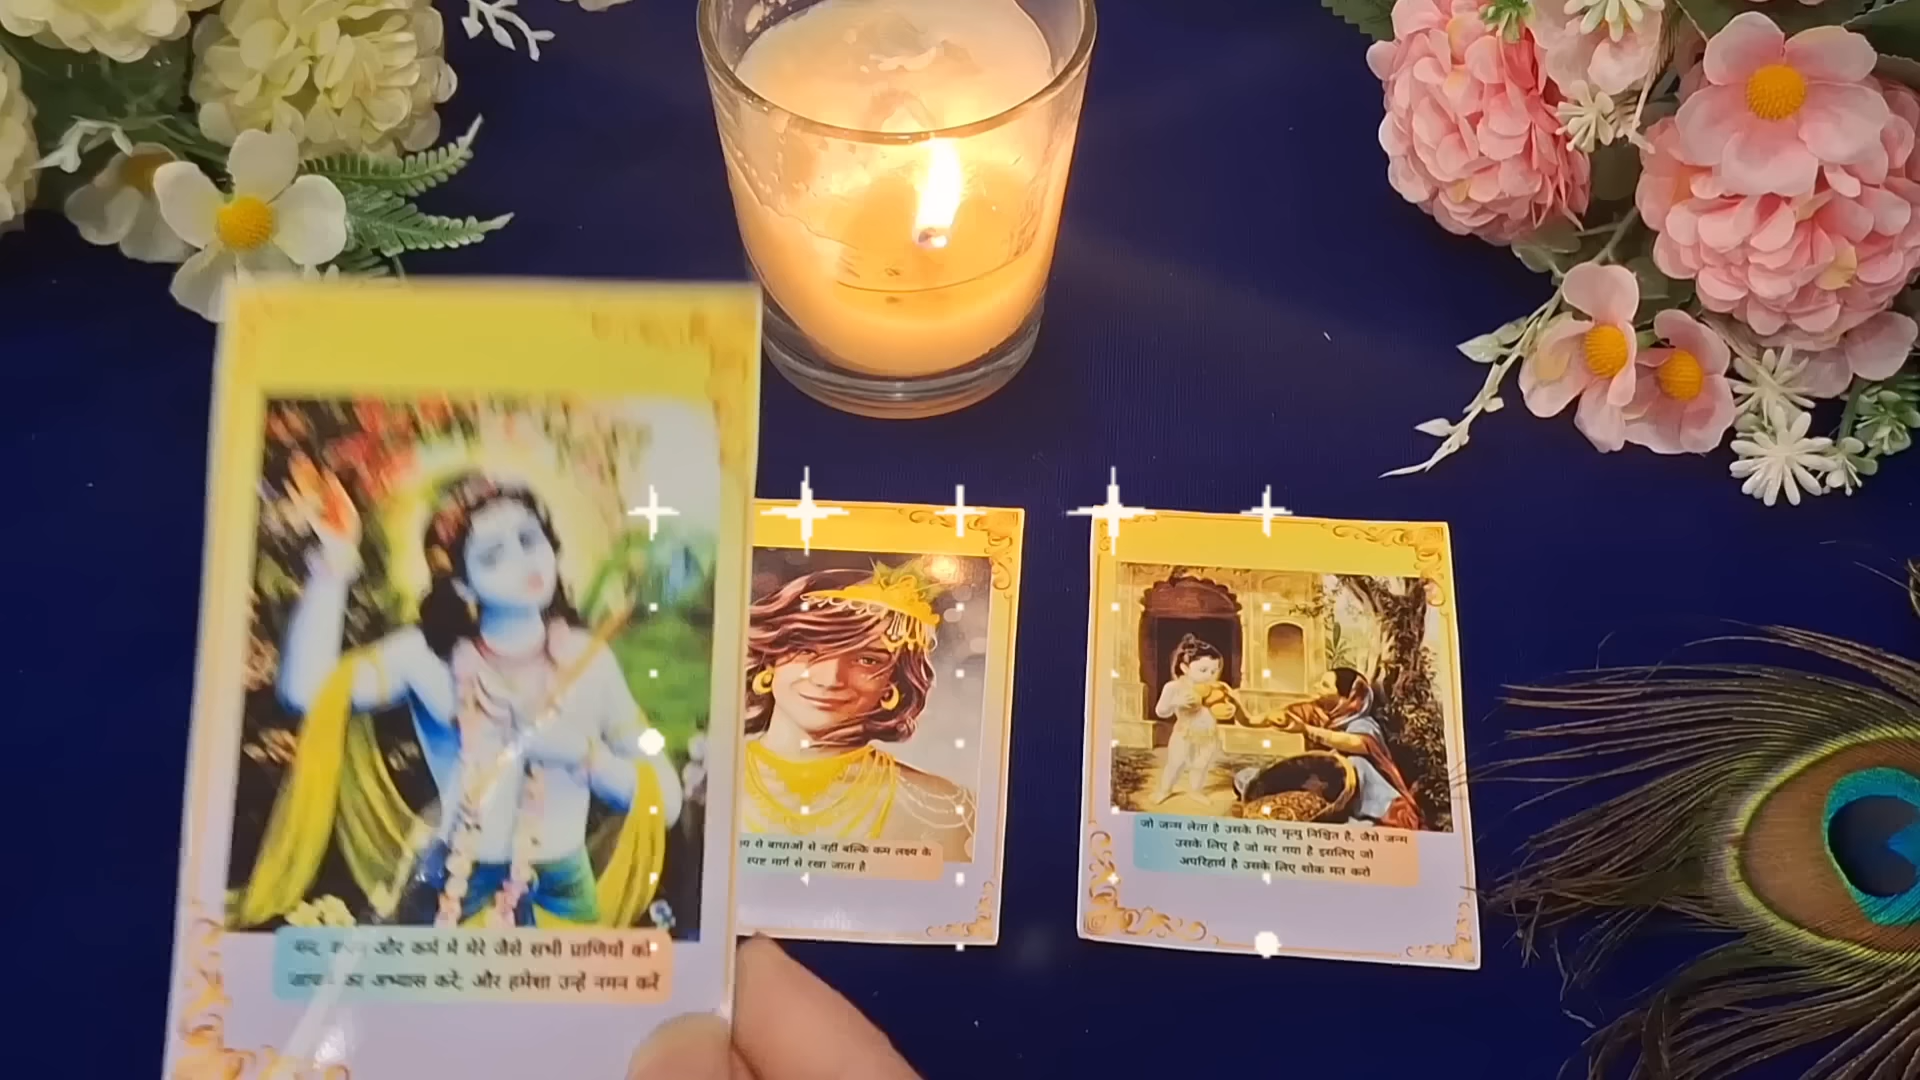 और कर्म में मेरे जैसे सभी प्राणियों को
का अभ्यास करें, और हमेशा उन्हें नमन करें
से बाधाओं से नहीं बल्कि कम लक्ष्य के
स्पष्ट मार्ग से रखा जाता है
जो जन्म लेता है उसके लिए मृत्यु निश्चित है, जैसे जन्म
उसके लिए है जो मर गया है इसलिए जो
अपरिहार्य है उसके लिए शोक मत करो